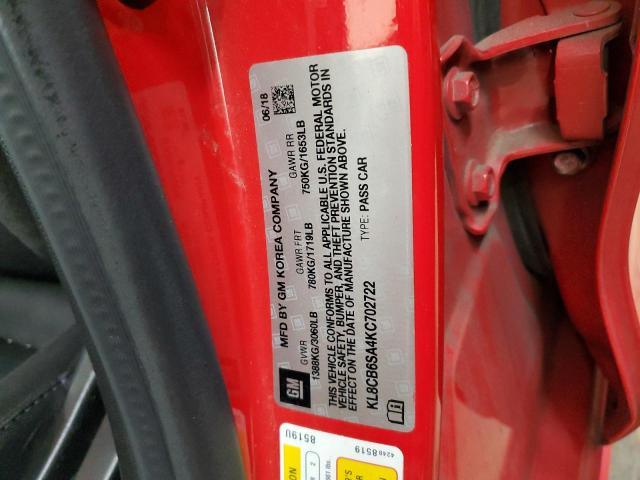 GM
MFD BY GM KOREA COMPANY
06/18
GVWR
GAWR FRT
GAWR RR
1388KG/3060LB
780KG/1719LB
750KG/1653LB
THIS VEHICLE CONFORMS TO ALL APPLICABLE U.S. FEDERAL MOTOR
VEHICLE SAFETY, BUMPER, AND THEFT PREVENTION STANDARDS IN
EFFECT ON THE DATE OF MANUFACTURE SHOWN ABOVE.
TYPE: PASS CAR
KL8CB6SA4KC702722
8519U
42488519
2